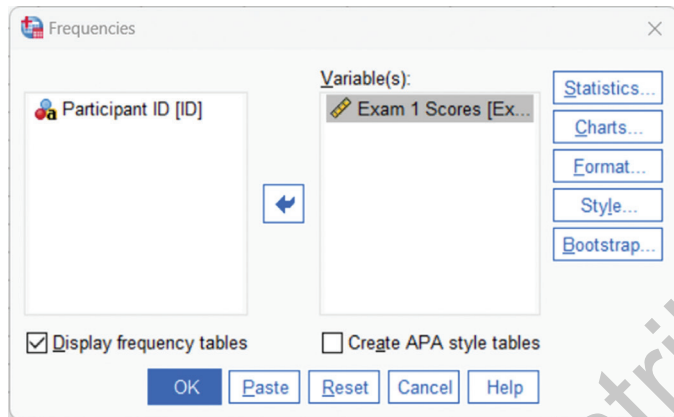 Frequencies
Variable(s):
Participant ID [ID]
Exam 1 Scores [Ex...
Statistics...
Charts...
Format...
Style...
Bootstrap...
Display frequency tables
Create APA style tables
OK
Paste
Reset
Cancel
Help